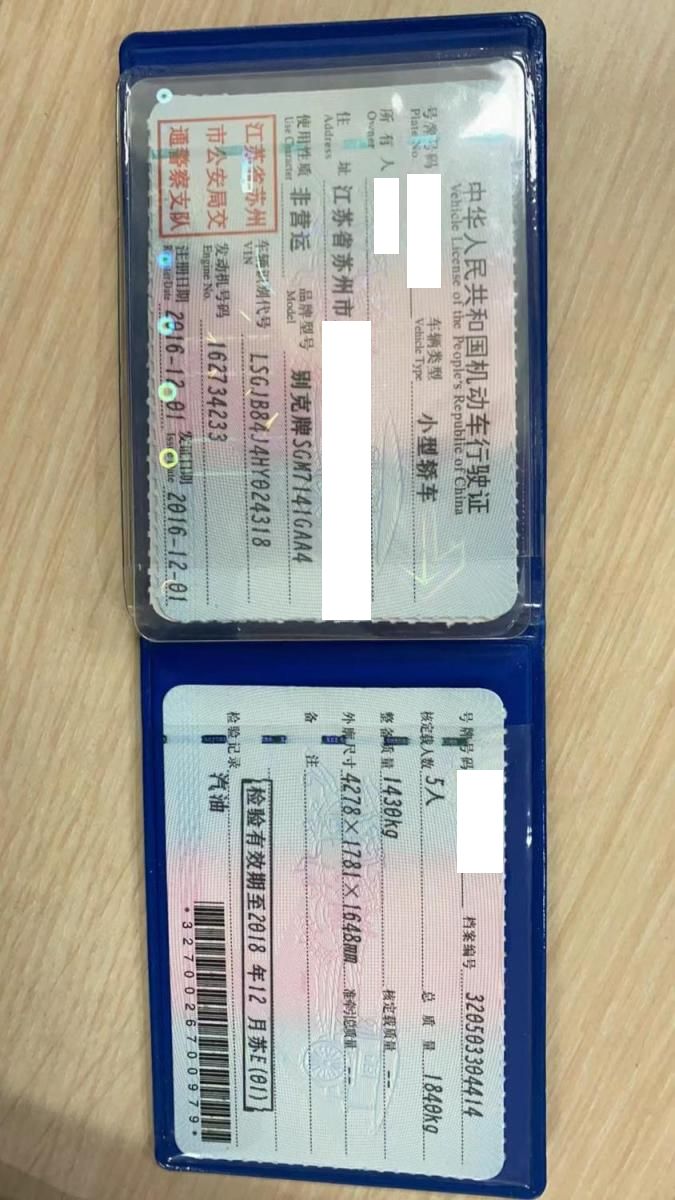 中华人民共和国机动车行驶证
Vehicle License of the People's Republic of China
号牌号码
Plate No.
车辆类型 小型轿车
Vehicle Type
所有人
Owner
住址 江苏省苏州市
Address
使用性质 非营运
Use Character
品牌型号 别克牌SGM7141GAA4
Model
江苏省苏州
市公安局交
通警察支队
车辆识别代号 LSGJB84J4HY024318
VIN
发动机号码 162734233
Engine No.
注册日期 2016-12-01 发证日期 2016-12-01
Register Date Issue Date
号牌号码 档案编号 320503304414
核定载人数 5人 总质量 1840kg
整备质量 1430kg 核定载质量 --
外廓尺寸 4278×1781×1648mm 准牵引总质量 --
备注
检验有效期至2018年12月苏E(01)
检验记录 汽油
*3270026700979*